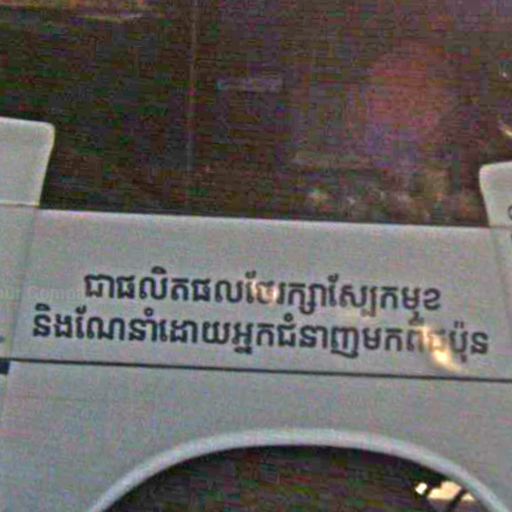 ជាផលិតផលថែរក្សាស្បែកមុខ
និងណែនាំដោយអ្នកជំនាញមកពីជប៉ុន